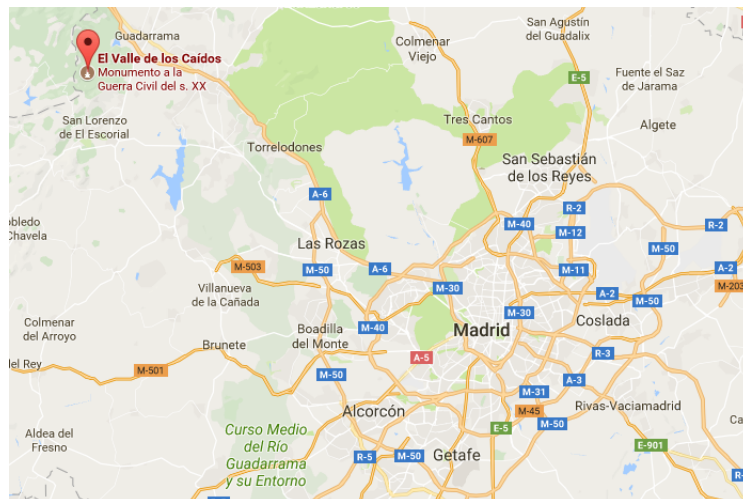 San Agustín
del Guadalix
Guadarrama
Colmenar
Viejo
El Valle de los Caídos
Monumento a la
Guerra Civil del s. XX
E-5
Fuente el Saz
de Jarama
San Lorenzo
de El Escorial
Tres Cantos
Algete
M-607
Torrelodones
San Sebastián
de los Reyes
A-6
R-2
obledo
Chavela
M-40
R-2
M-12
Las Rozas
M-50
M-503
M-50
A-6
M-11
A-2
Villanueva
de la Cañada
M-30
A-2
M-203
M-50
M-30
Colmenar
del Arroyo
Boadilla
del Monte
M-40
Madrid
Coslada
Brunete
A-5
R-3
del Rey
M-501
M-50
A-3
M-31
Alcorcón
M-45
Rivas-Vaciamadrid
Ca
Aldea del
Fresno
Curso Medio
del Río
Guadarrama
y su Entorno
E-5
M-50
E-901
R-5
M-50
Getafe
R-
A-42